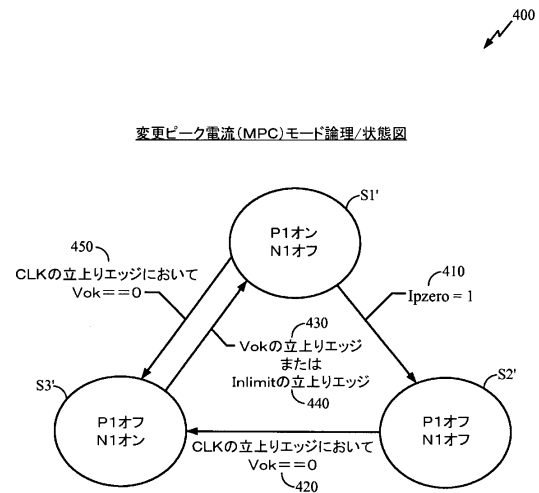 400
変更ピーク電流(MPC)モード論理/状態図
S1'
P1オン
N1オフ
450
CLKの立上りエッジにおいて
Vok==0
410
Ipzero = 1
430
Vokの立上りエッジ
または
Inlimitの立上りエッジ
440
S3'
P1オフ
N1オン
S2'
P1オフ
N1オフ
CLKの立上りエッジにおいて
Vok==0
420